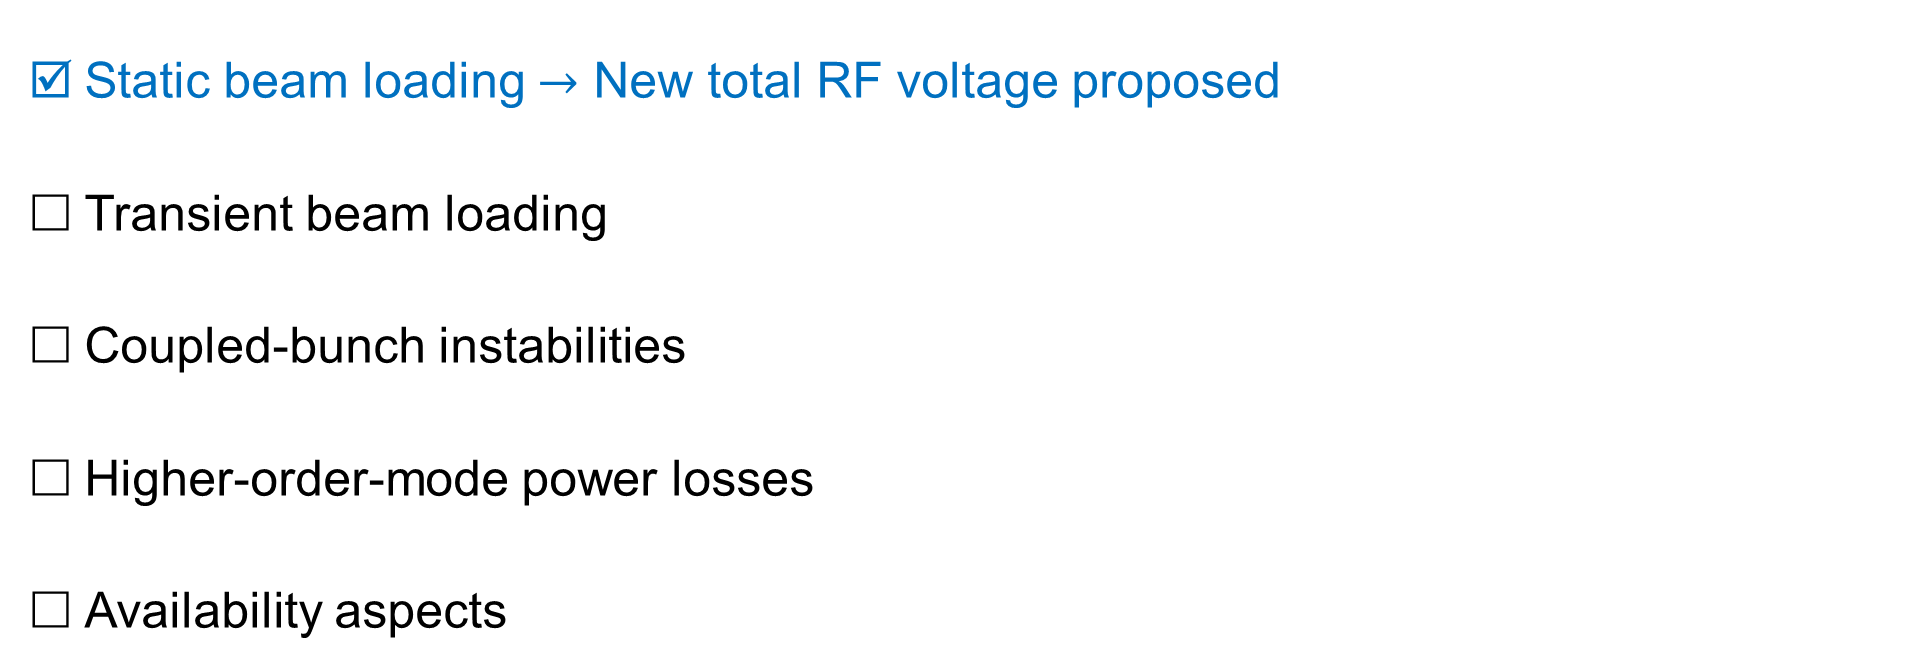 ☑ Static beam loading → New total RF voltage proposed
☐ Transient beam loading
☐ Coupled-bunch instabilities
☐ Higher-order-mode power losses
☐ Availability aspects